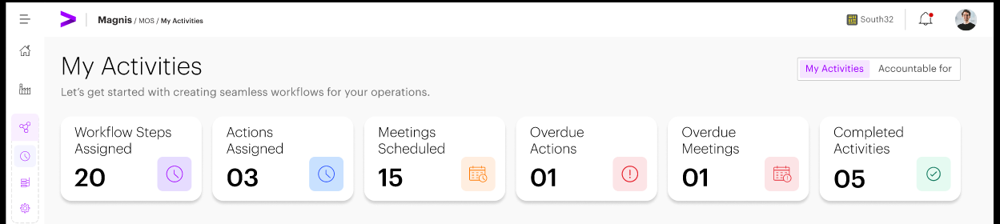 Magnis / MOS / My Activities
South32
My Activities
My Activities
Accountable for
Let’s get started with creating seamless workflows for your operations.
Workflow Steps
Assigned
20
Actions
Assigned
03
Meetings
Scheduled
15
Overdue
Actions
01
Overdue
Meetings
01
Completed
Activities
05